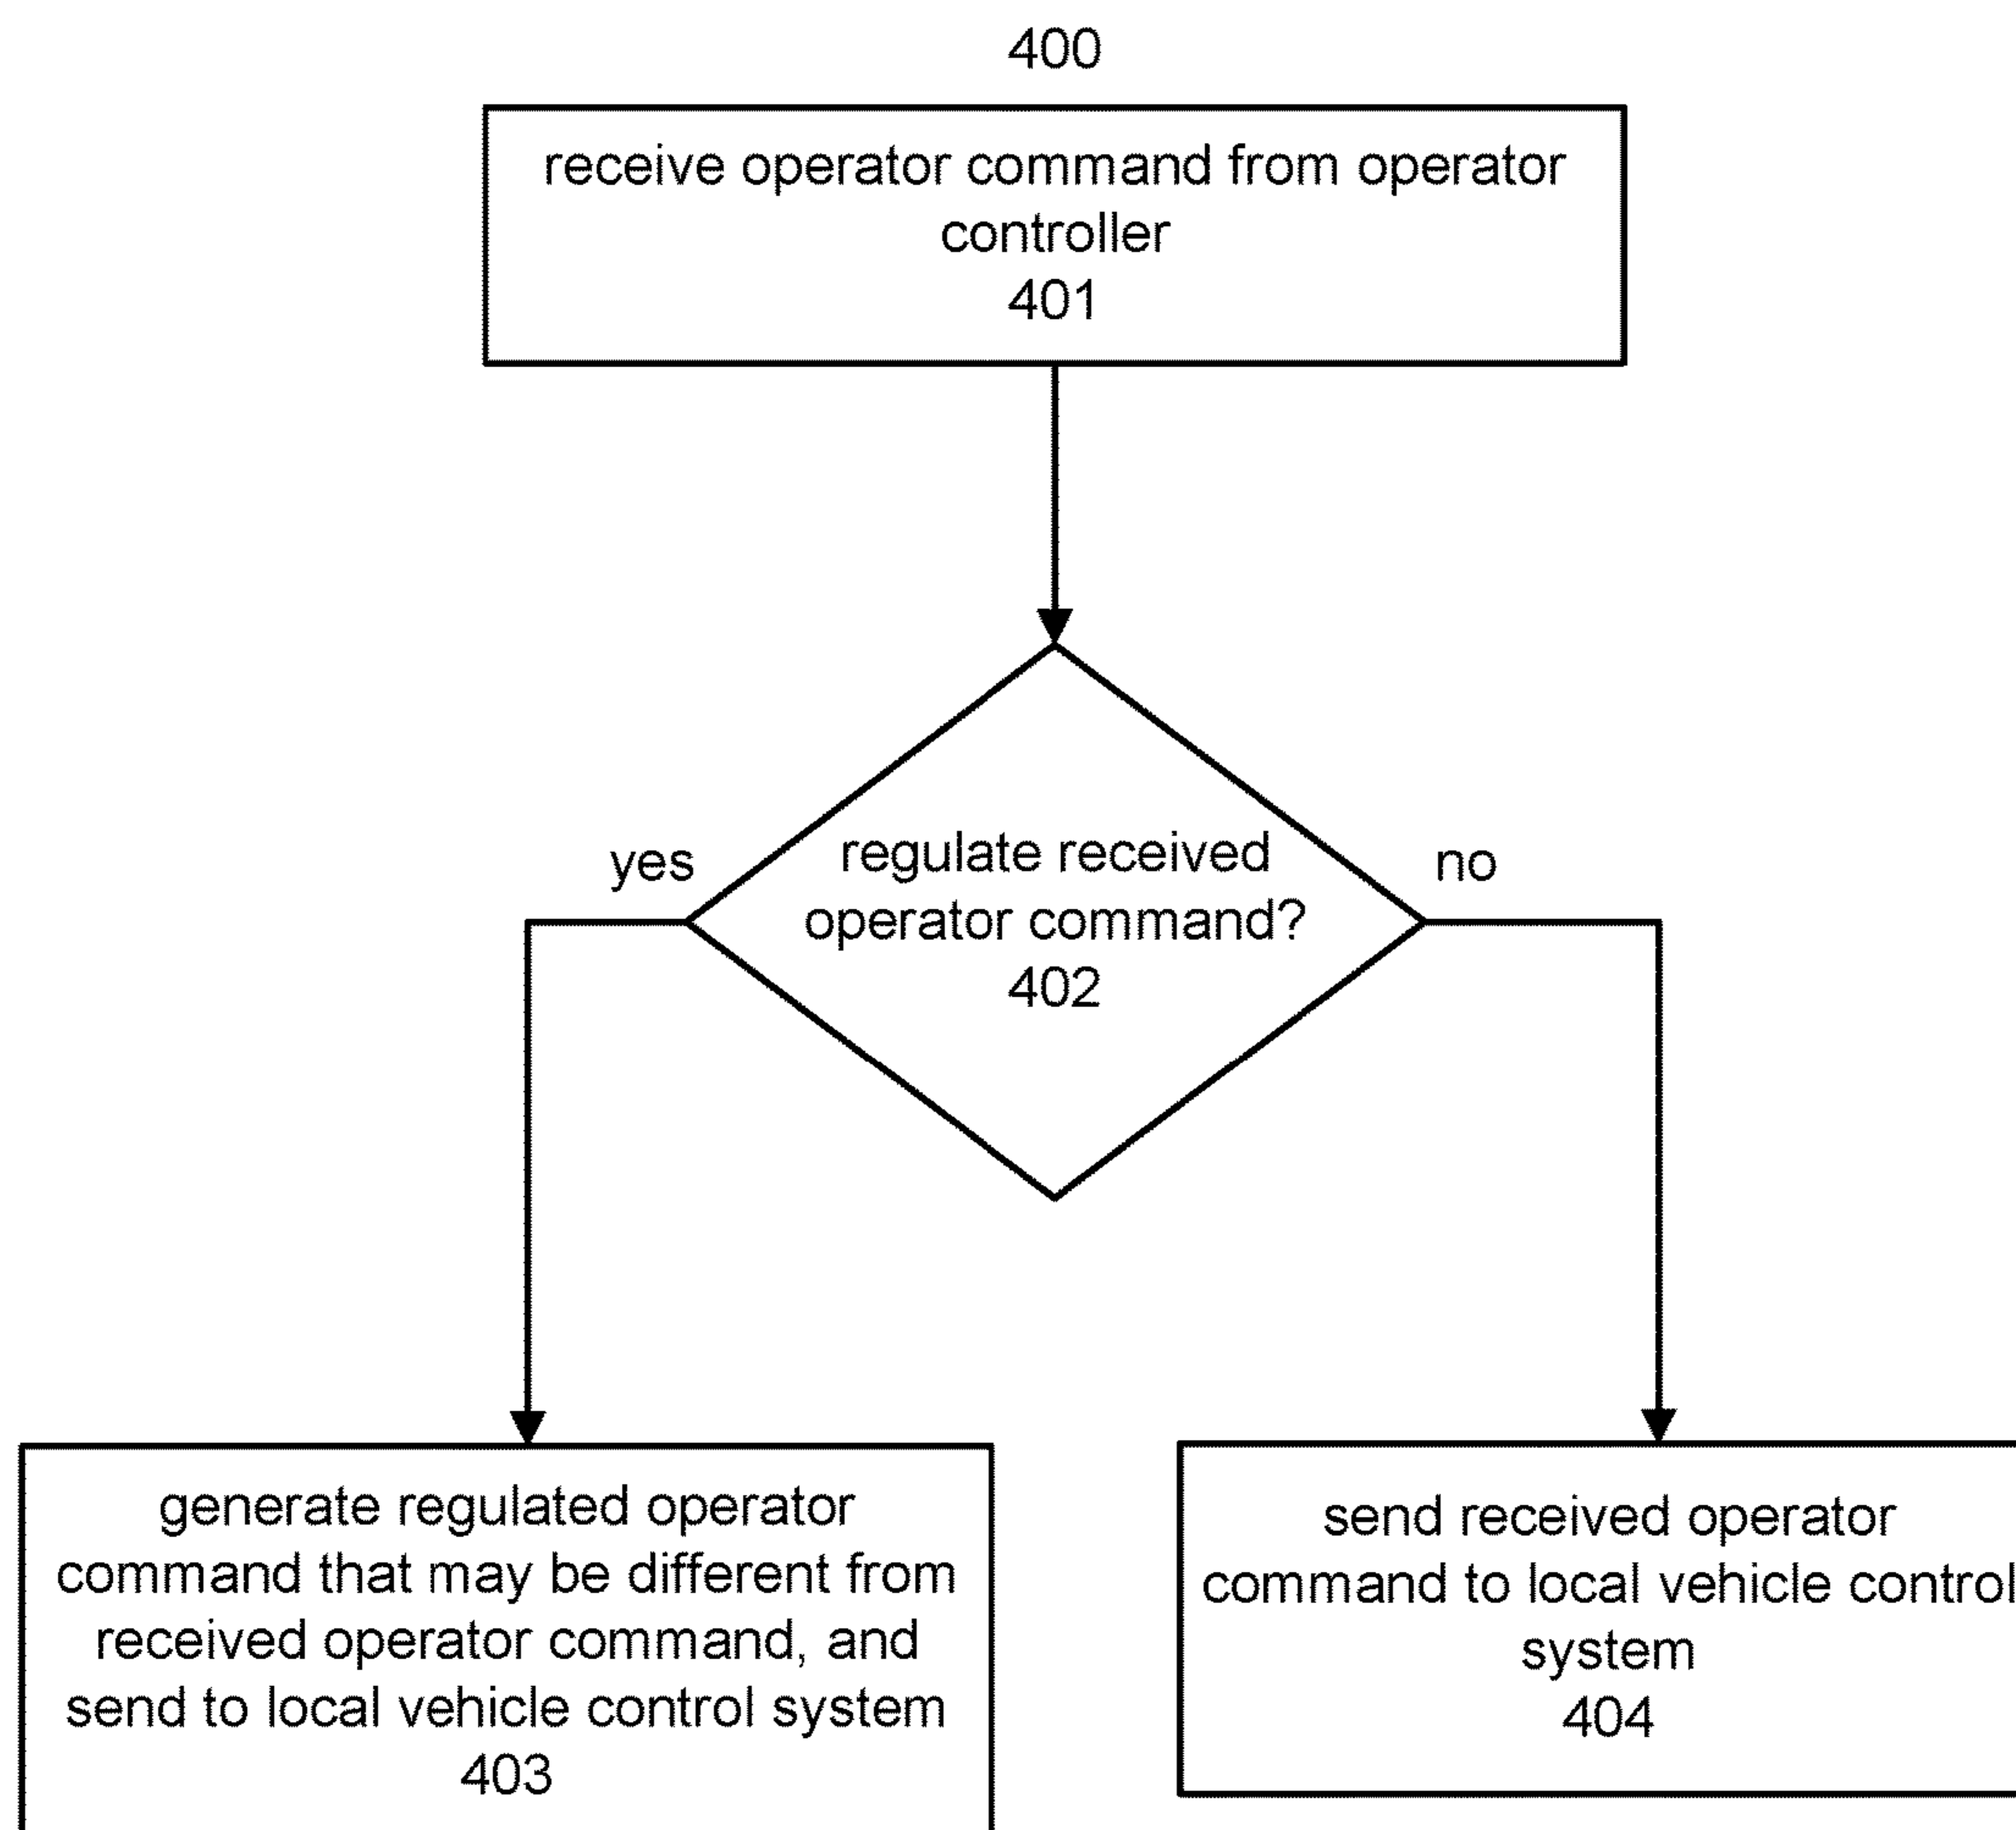 400
receive operator command from operator
controller
401
regulate received
operator command?
402
yes
no
generate regulated operator
command that may be different from
received operator command, and
send to local vehicle control system
403
send received operator
command to local vehicle control
system
404